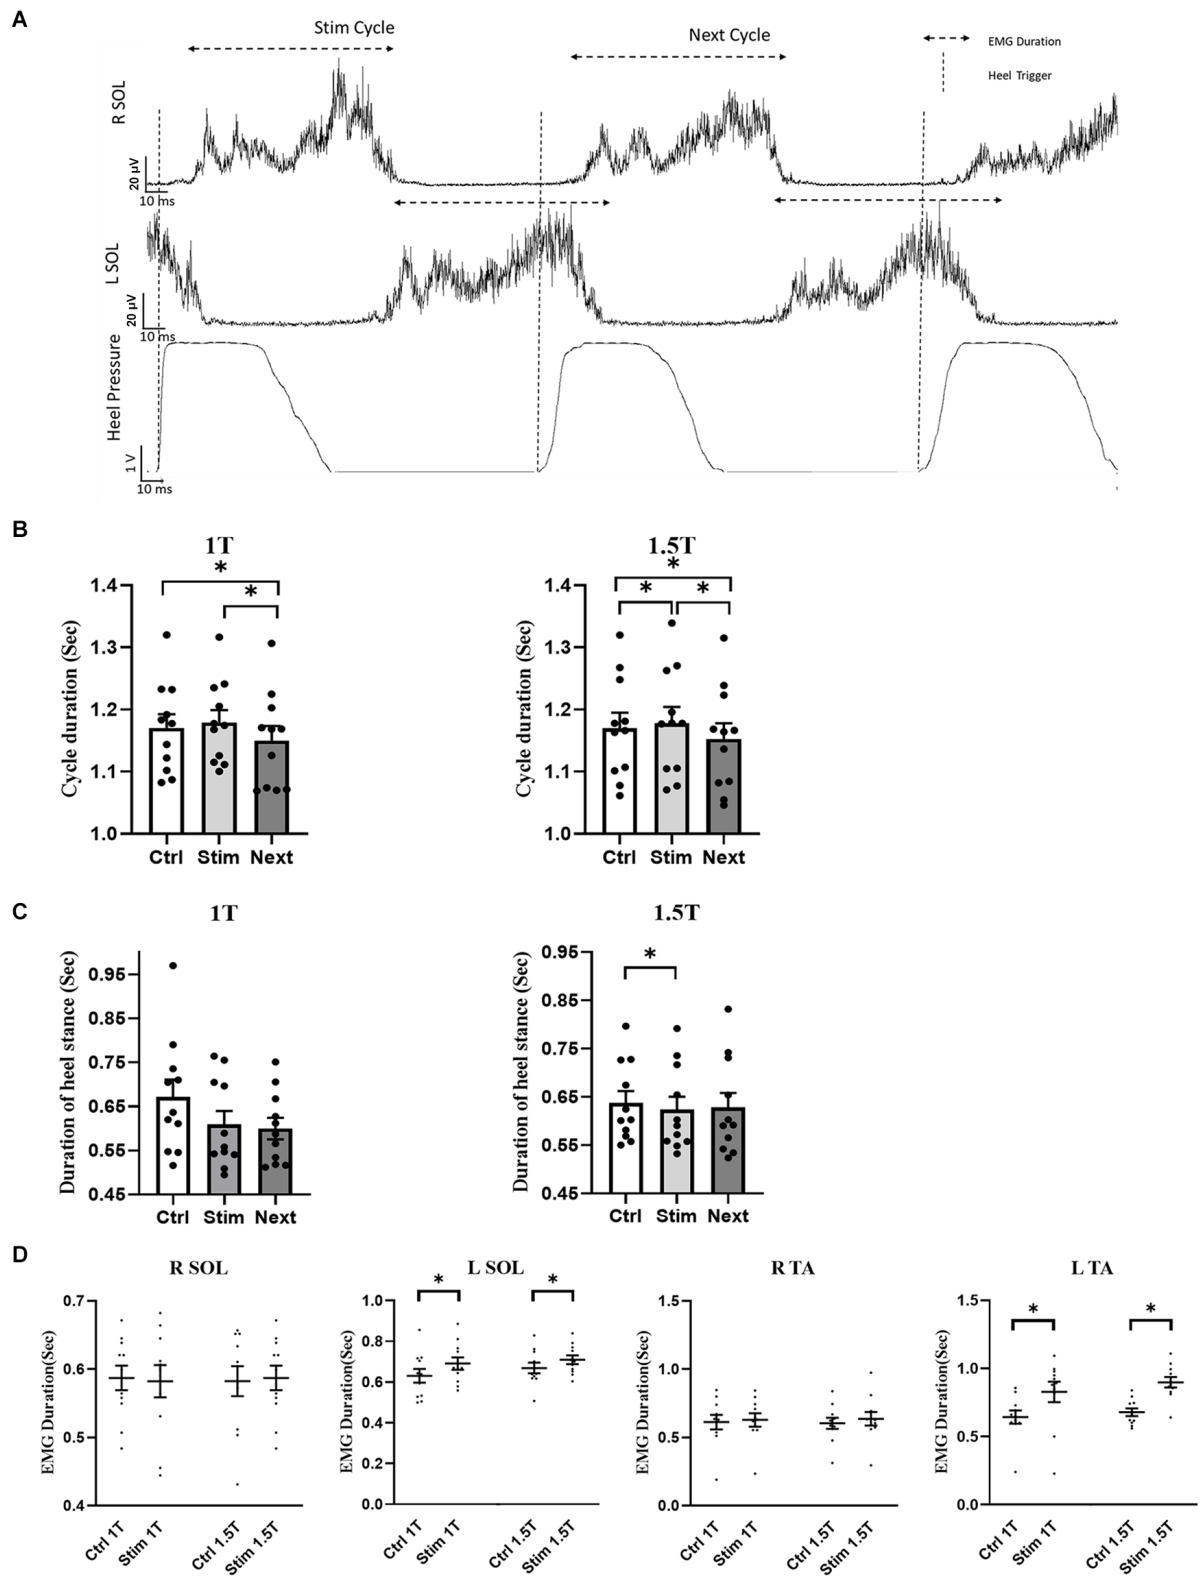 A
Stim Cycle
Next Cycle
EMG Duration
Heel Trigger
R SOL
20 µV
10 ms
L SOL
20 µV
10 ms
Heel Pressure
1 V
10 ms
B
1T
*
*
Cycle duration (Sec)
1.4
1.3
1.2
1.1
1.0
Ctrl Stim Next
1.5T
*
* *
Cycle duration (Sec)
1.4
1.3
1.2
1.1
1.0
Ctrl Stim Next
C
1T
Duration of heel stance (Sec)
0.95
0.85
0.75
0.65
0.55
0.45
Ctrl Stim Next
1.5T
*
Duration of heel stance (Sec)
0.95
0.85
0.75
0.65
0.55
0.45
Ctrl Stim Next
D
R SOL
EMG Duration(Sec)
0.7
0.6
0.5
0.4
Ctrl 1T
Stim 1T
Ctrl 1.5T
Stim 1.5T
L SOL
* *
EMG Duration(Sec)
1.0
0.8
0.6
0.4
0.2
0.0
Ctrl 1T
Stim 1T
Ctrl 1.5T
Stim 1.5T
R TA
EMG Duration(Sec)
1.5
1.0
0.5
0.0
Ctrl 1T
Stim 1T
Ctrl 1.5T
Stim 1.5T
L TA
* *
EMG Duration(Sec)
1.5
1.0
0.5
0.0
Ctrl 1T
Stim 1T
Ctrl 1.5T
Stim 1.5T